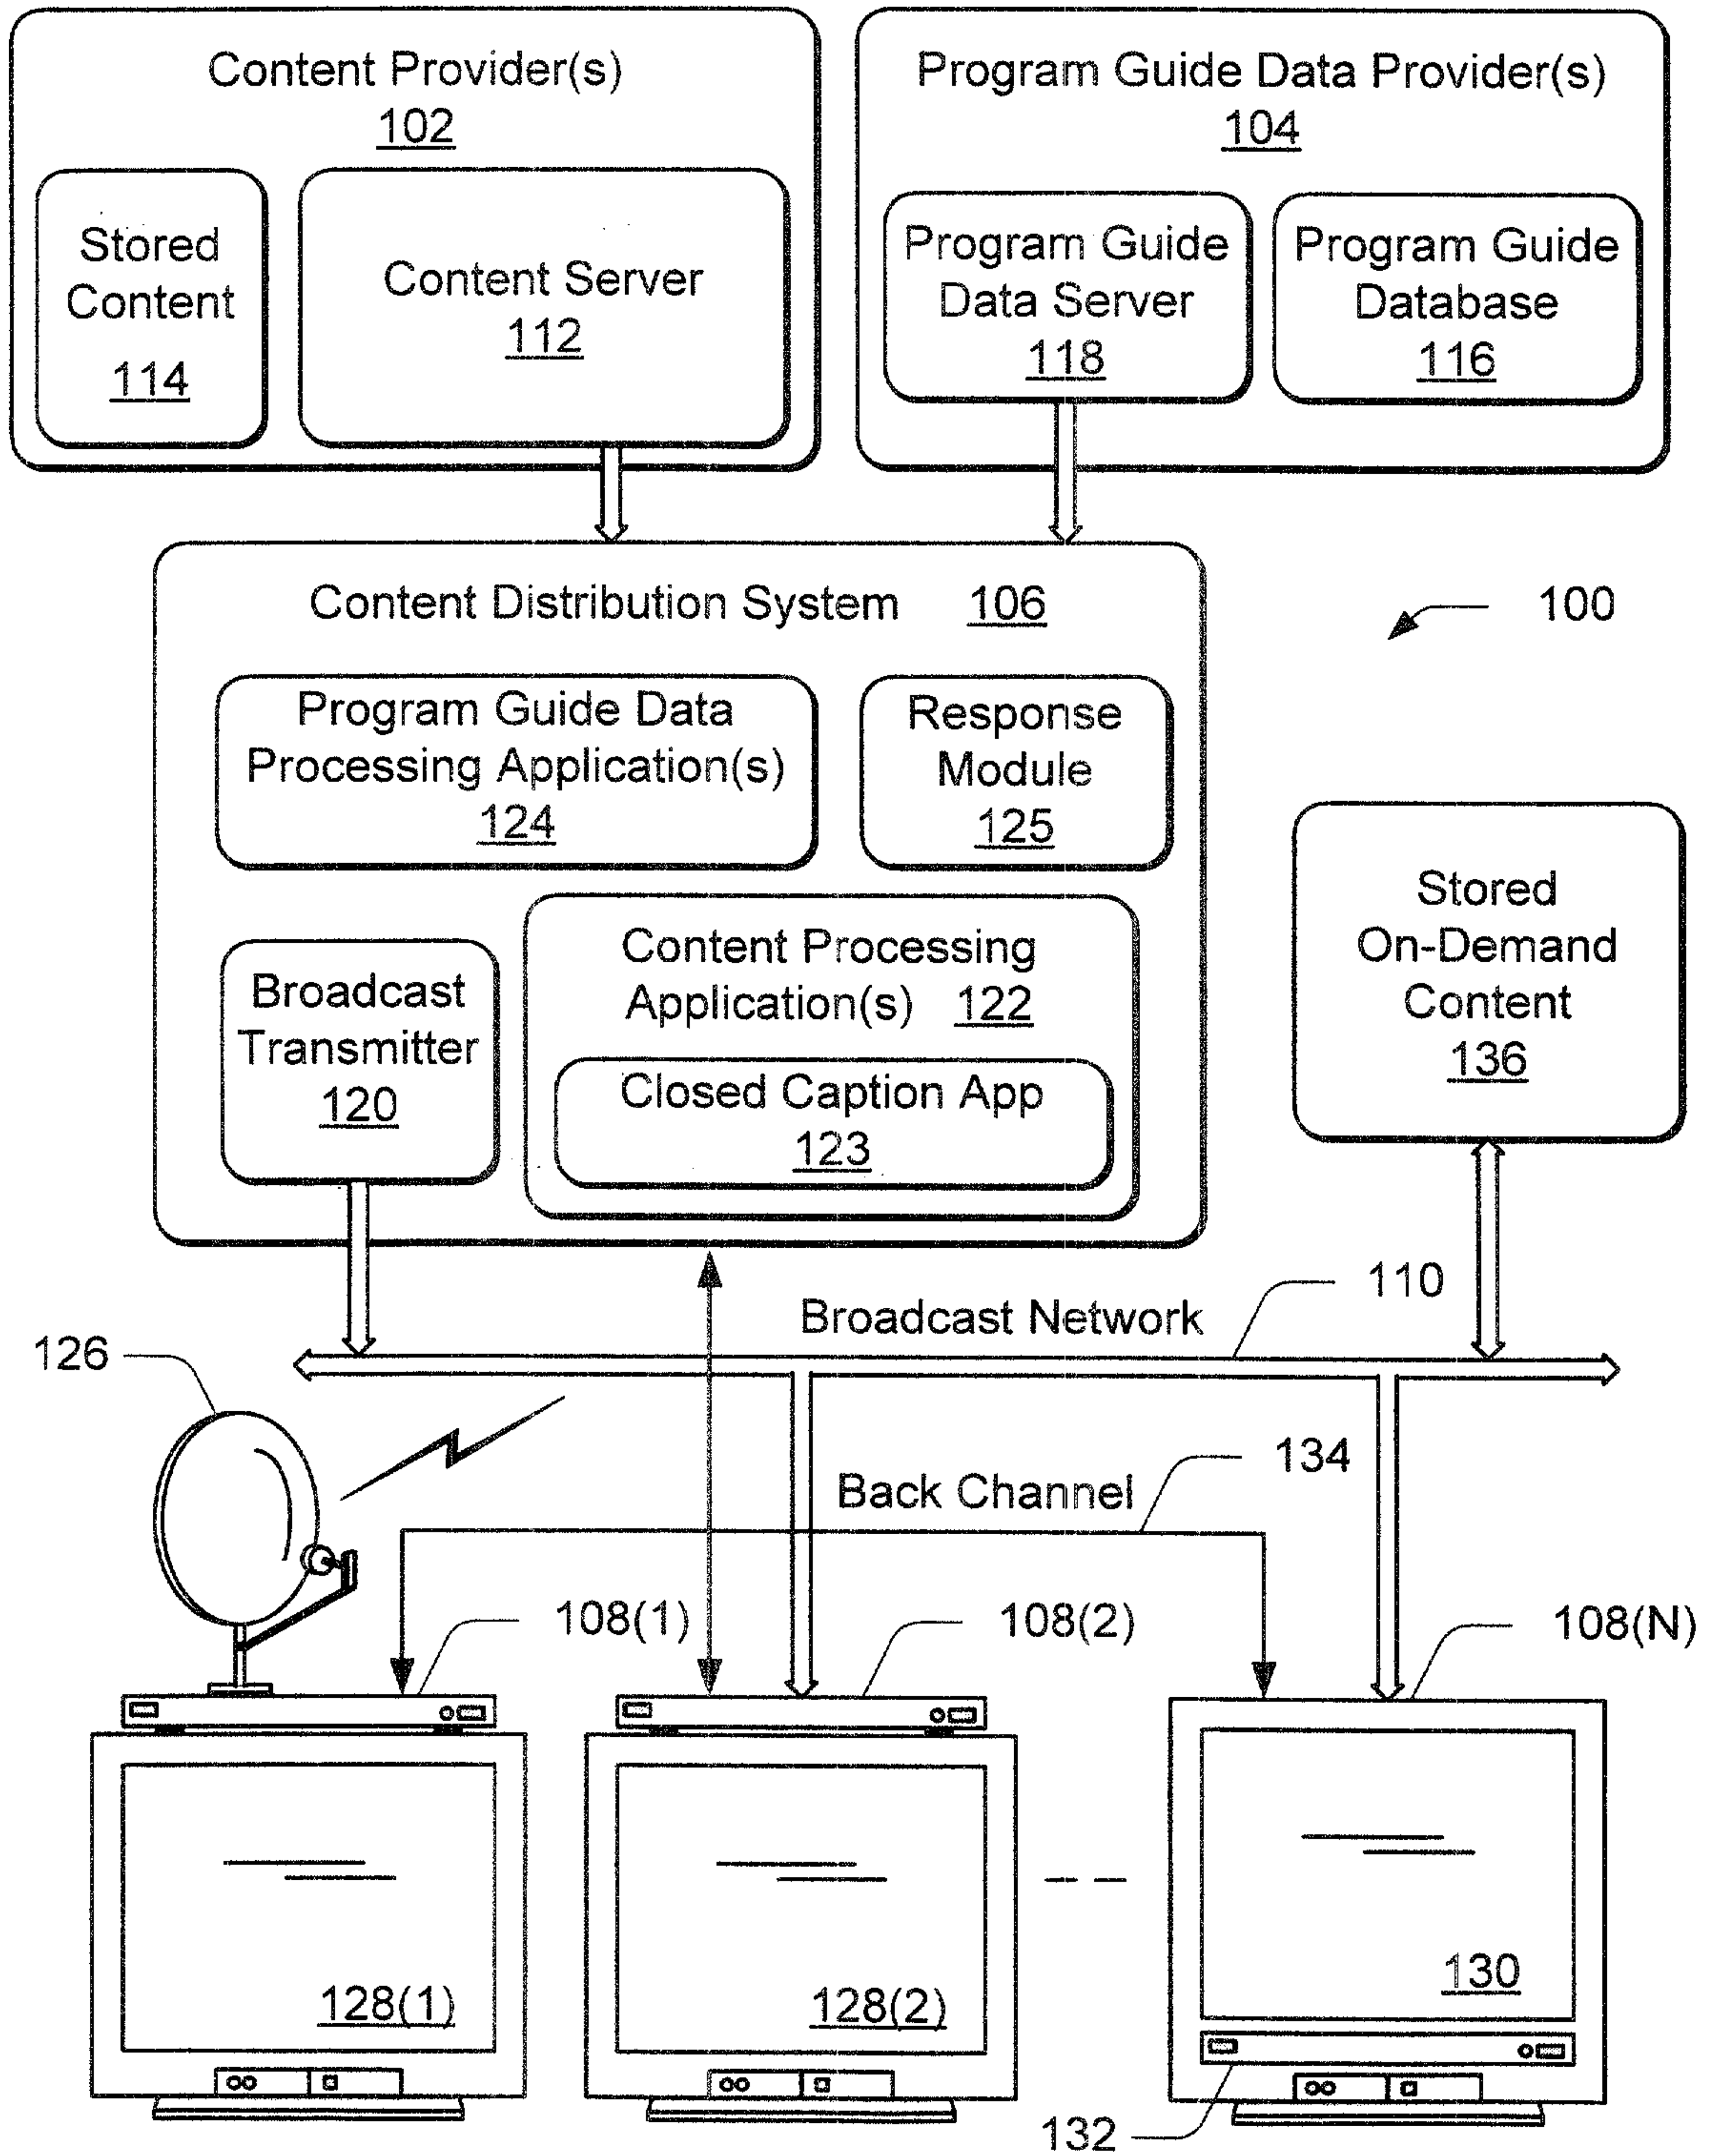 Content Provider(s)
102
Stored
Content
114
Content Server
112
Program Guide Data Provider(s)
104
Program Guide
Data Server
118
Program Guide
Database
116
Content Distribution System 106
100
Program Guide Data
Processing Application(s)
124
Response
Module
125
Broadcast
Transmitter
120
Content Processing
Application(s) 122
Closed Caption App
123
Stored
On-Demand
Content
136
110
Broadcast Network
126
134
Back Channel
108(1)
108(2)
108(N)
128(1)
128(2)
130
132